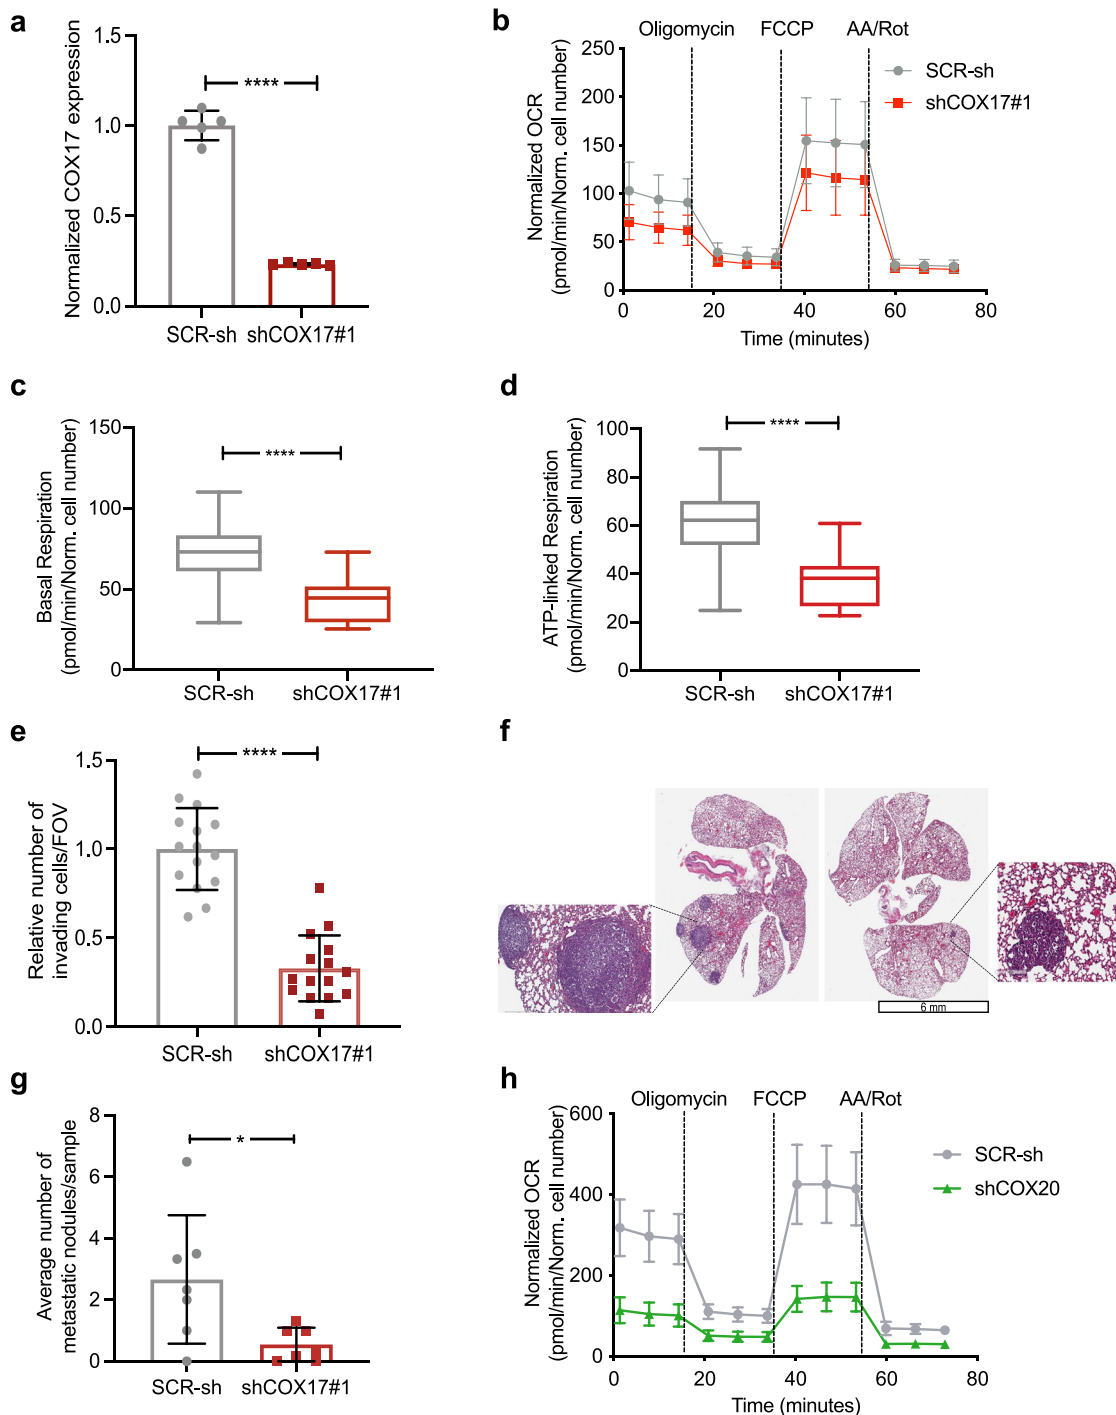 a
Normalized COX17 expression
1.5
1.0
0.5
0.0
****
SCR-sh shCOX17#1
b
Oligomycin FCCP AA/Rot
Normalized OCR
(pmol/min/Norm. cell number)
250
200
150
100
50
0
0 20 40 60 80
Time (minutes)
SCR-sh
shCOX17#1
c
Basal Respiration
(pmol/min/Norm. cell number)
150
100
50
0
****
SCR-sh shCOX17#1
d
ATP-linked Respiration
(pmol/min/Norm. cell number)
100
80
60
40
20
0
****
SCR-sh shCOX17#1
e
Relative number of
invading cells/FOV
1.5
1.0
0.5
0.0
****
SCR-sh shCOX17#1
f
6 mm
g
Average number of
metastatic nodules/sample
8
6
4
2
0
*
SCR-sh shCOX17#1
h
Oligomycin FCCP AA/Rot
Normalized OCR
(pmol/min/Norm. cell number)
600
400
200
0
0 20 40 60 80
Time (minutes)
SCR-sh
shCOX20